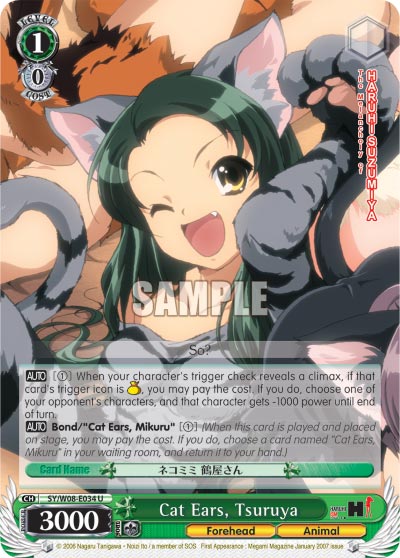 LEVEL
1
0
COST
The Melancholy of
HARUHI SUZUMIYA
SAMPLE
So?
AUTO [①] When your character's trigger check reveals a climax, if that
card's trigger icon is , you may pay the cost. If you do, choose one of
your opponent's characters, and that character gets -1000 power until end
of turn.
AUTO Bond/"Cat Ears, Mikuru" [①] (When this card is played and placed
on stage, you may pay the cost. If you do, choose a card named "Cat Ears,
Mikuru" in your waiting room, and return it to your hand.)
Card Name ネコミミ 鶴屋さん
CH SY/W08-E034 U
POWER 3000
Cat Ears, Tsuruya
Forehead Animal
© 2006 Nagaru Tanigawa • Noizi Ito / a member of SOS First Appearance : Megami Magazine January 2007 issue